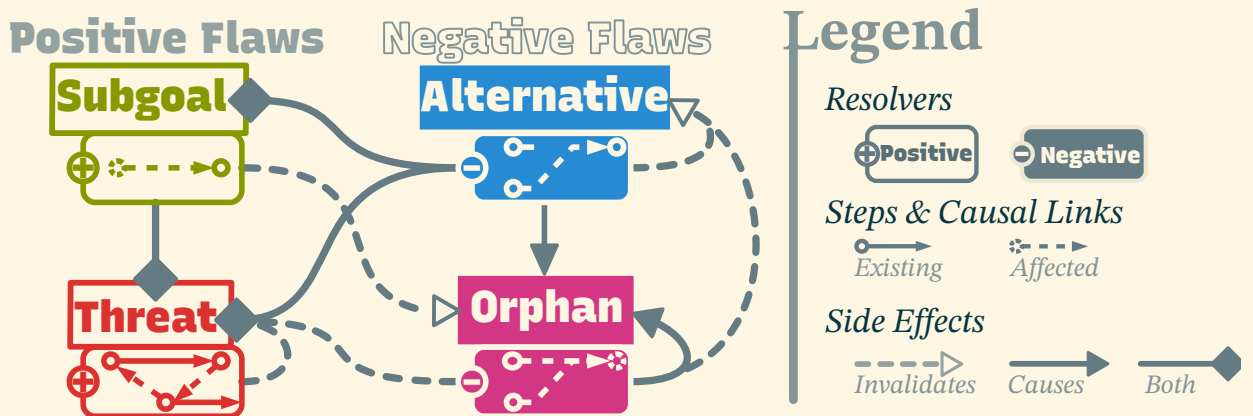 Positive Flaws
Negative Flaws
Legend
Subgoal
Alternative
Resolvers
Positive
Negative
Steps & Causal Links
Existing
Affected
Threat
Orphan
Side Effects
Invalidates
Causes
Both